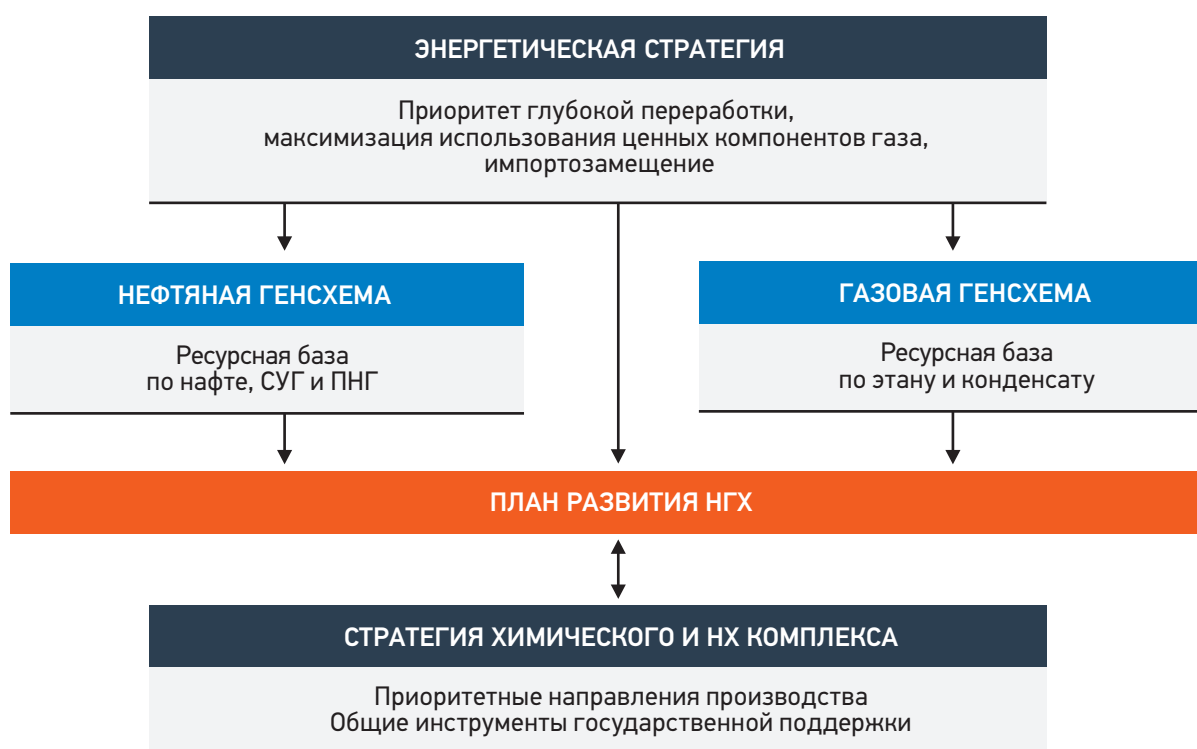 ЭНЕРГЕТИЧЕСКАЯ СТРАТЕГИЯ
Приоритет глубокой переработки,
максимизация использования ценных компонентов газа,
импортозамещение
НЕФТЯНАЯ ГЕНСХЕМА
Ресурсная база
по нафте, СУГ и ПНГ
ГАЗОВАЯ ГЕНСХЕМА
Ресурсная база
по этану и конденсату
ПЛАН РАЗВИТИЯ НГХ
СТРАТЕГИЯ ХИМИЧЕСКОГО И НХ КОМПЛЕКСА
Приоритетные направления производства
Общие инструменты государственной поддержки